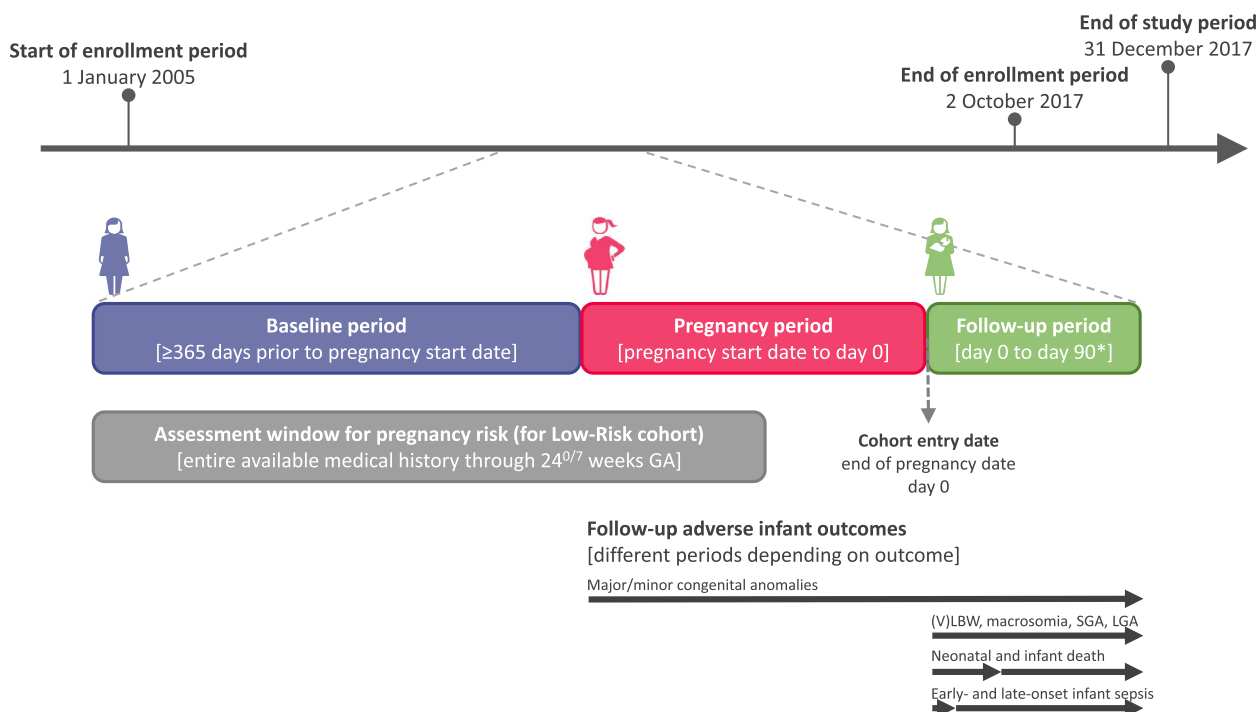 End of study period
31 December 2017
Start of enrollment period
1 January 2005
End of enrollment period
2 October 2017
Baseline period
[≥365 days prior to pregnancy start date]
Pregnancy period
[pregnancy start date to day 0]
Follow-up period
[day 0 to day 90*]
Assessment window for pregnancy risk (for Low-Risk cohort)
[entire available medical history through 24⁰/⁷ weeks GA]
Cohort entry date
end of pregnancy date
day 0
Follow-up adverse infant outcomes
[different periods depending on outcome]
Major/minor congenital anomalies
(V)LBW, macrosomia, SGA, LGA
Neonatal and infant death
Early- and late-onset infant sepsis